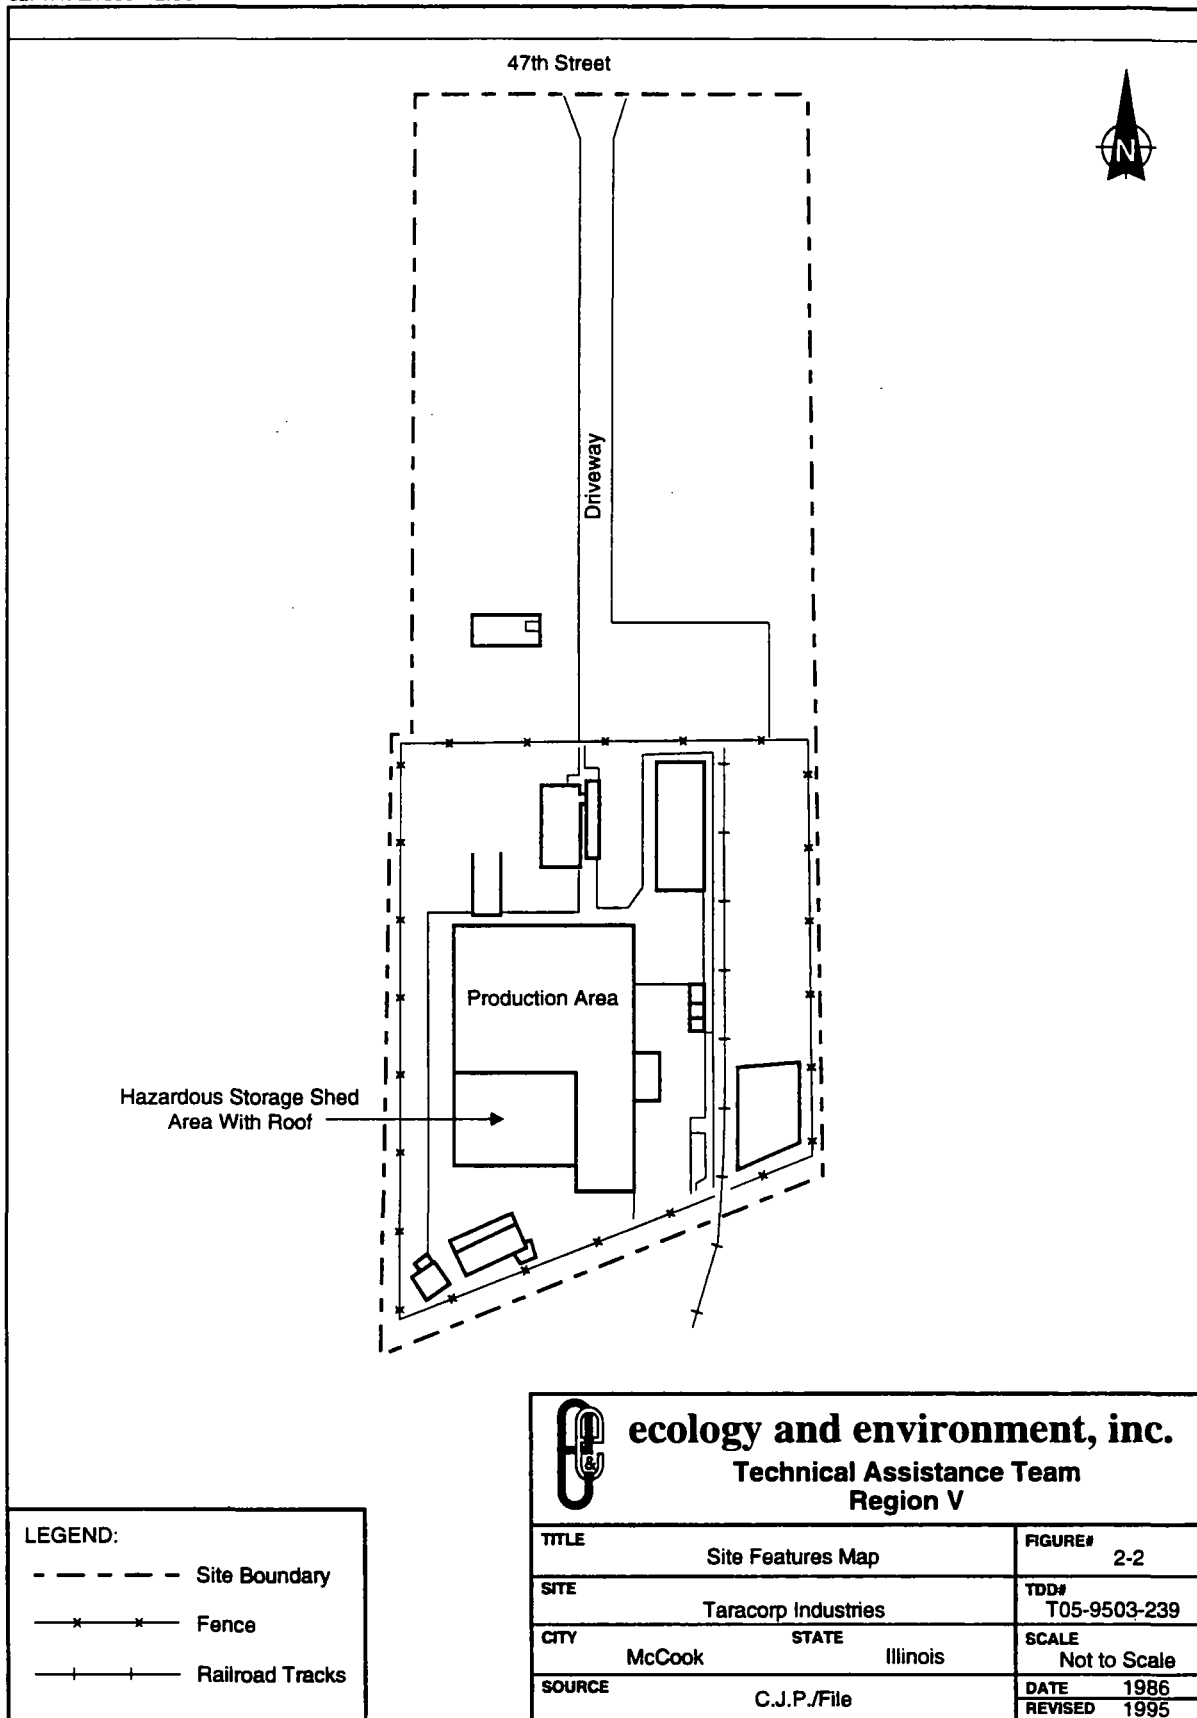 47th Street
N
Driveway
Production Area
Hazardous Storage Shed
Area With Roof
ecology and environment, inc.
Technical Assistance Team
Region V
LEGEND:
Site Boundary
Fence
Railroad Tracks
TITLE
Site Features Map
FIGURE#
2-2
SITE
Taracorp Industries
TDD#
T05-9503-239
CITY
McCook
STATE
Illinois
SCALE
Not to Scale
SOURCE
C.J.P./File
DATE 1986
REVISED 1995